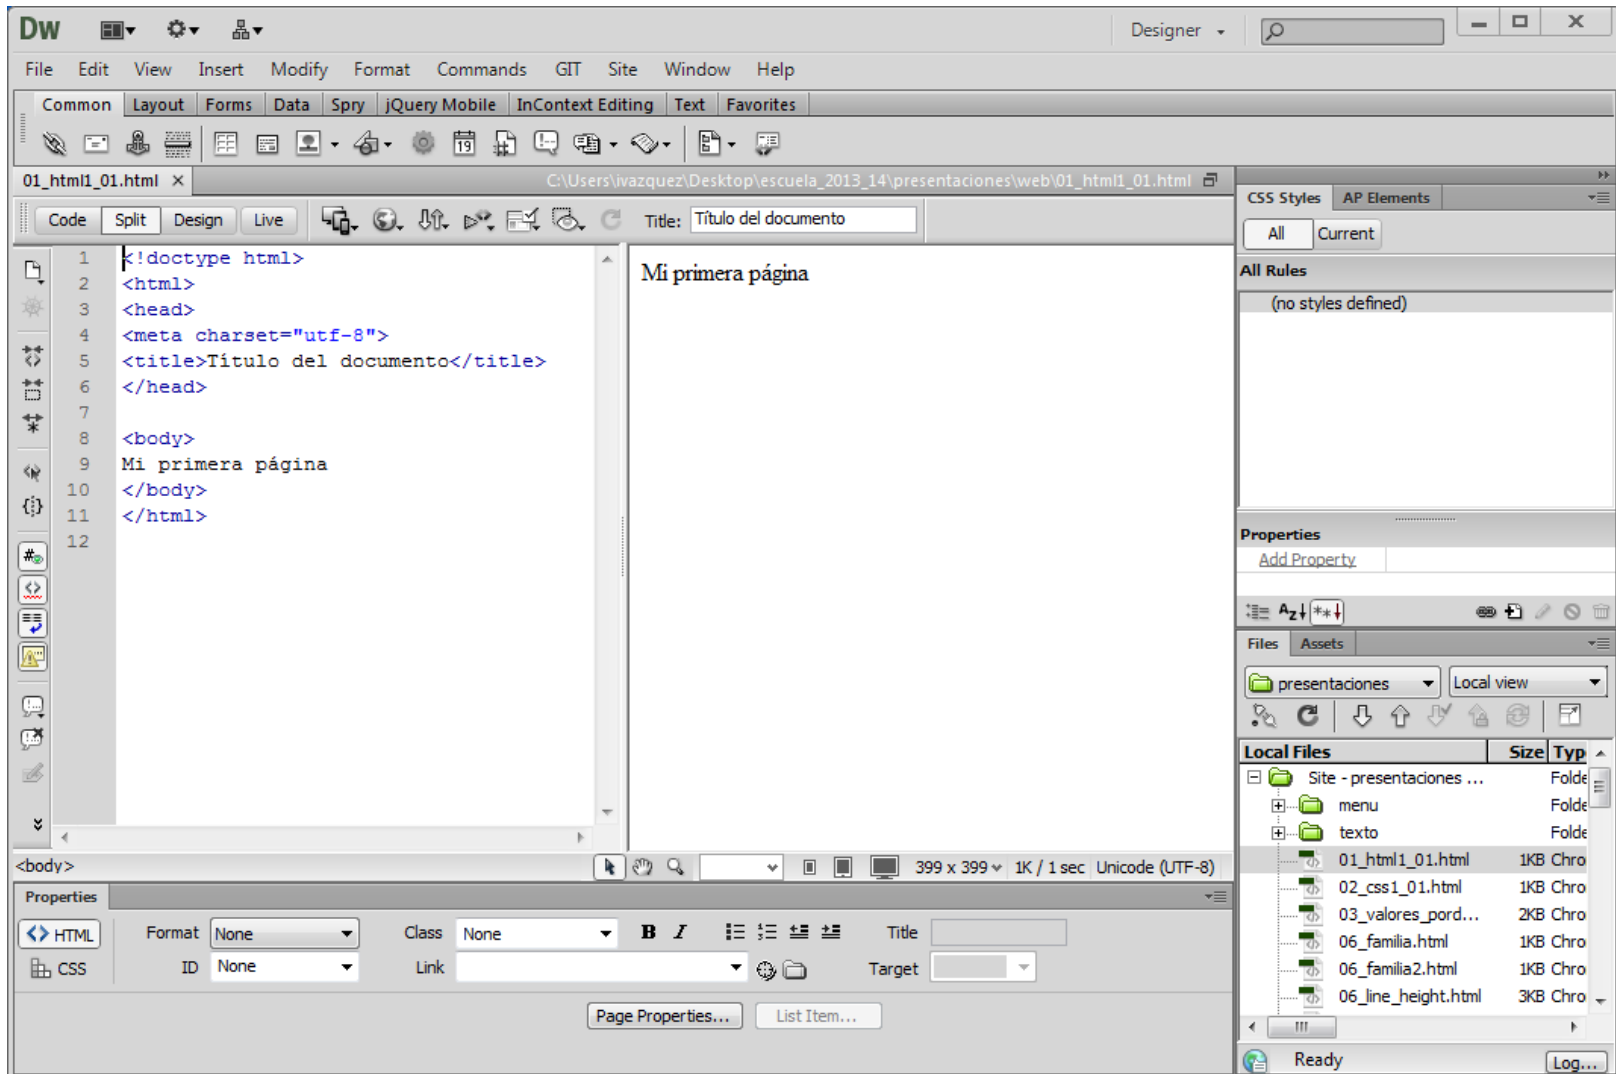 Dw Designer
File Edit View Insert Modify Format Commands GIT Site Window Help
Common Layout Forms Data Spry jQuery Mobile InContext Editing Text Favorites
19
01_html1_01.html × C:\Users\ivazquez\Desktop\escuela_2013_14\presentaciones\web\01_html1_01.html
Code Split Design Live Title: Título del documento
1 <!doctype html>
2 <html>
3 <head>
4 <meta charset="utf-8">
5 <title>Título del documento</title>
6 </head>
7
8 <body>
9 Mi primera página
10 </body>
11 </html>
12
Mi primera página
<body>
399 x 399 1K / 1 sec Unicode (UTF-8)
Properties
HTML Format None Class None B I Title
CSS ID None Link Target
Page Properties... List Item...
CSS Styles AP Elements
All Current
All Rules
(no styles defined)
Properties
Add Property
Files Assets
presentaciones Local view
Local Files Size Typ
Site - presentaciones ... Folde
menu Folde
texto Folde
01_html1_01.html 1KB Chro
02_css1_01.html 1KB Chro
03_valores_pord... 2KB Chro
06_familia.html 1KB Chro
06_familia2.html 1KB Chro
06_line_height.html 3KB Chro
Ready Log...